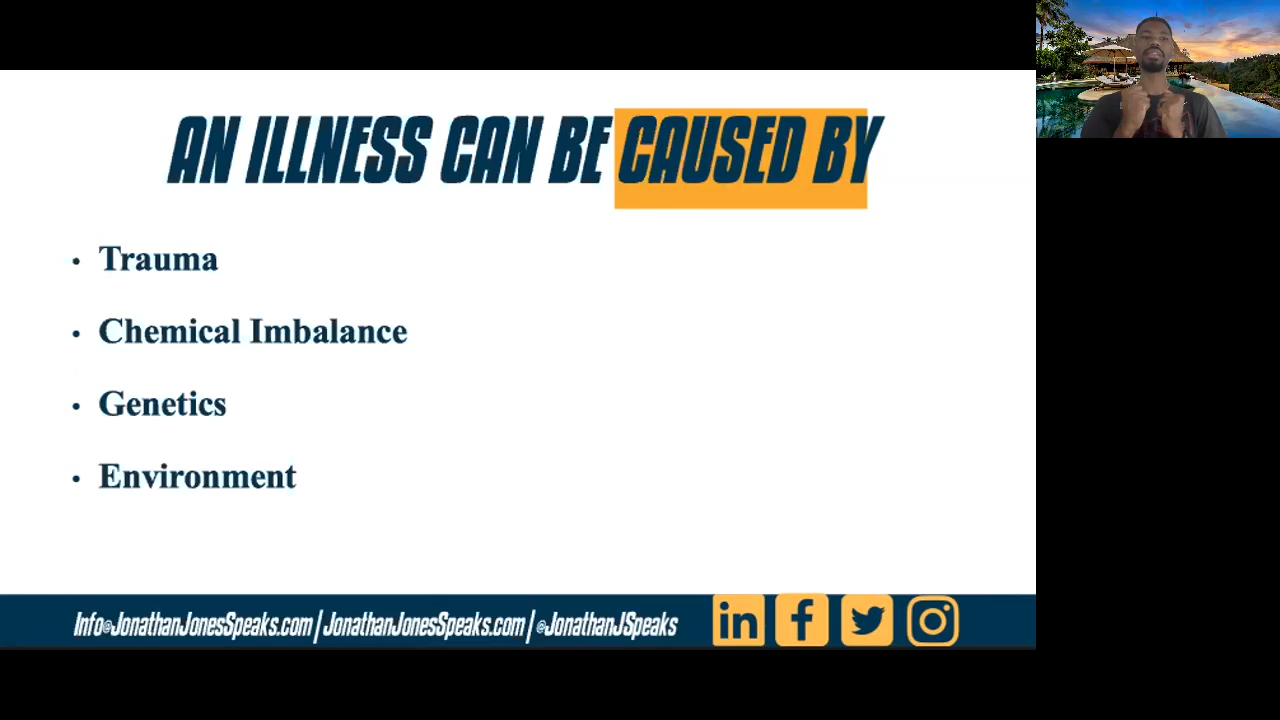 AN ILLNESS CAN BE CAUSED BY
• Trauma
• Chemical Imbalance
• Genetics
• Environment
Info@JonathanJonesSpeaks.com | JonathanJonesSpeaks.com | @JonathanJSpeaks